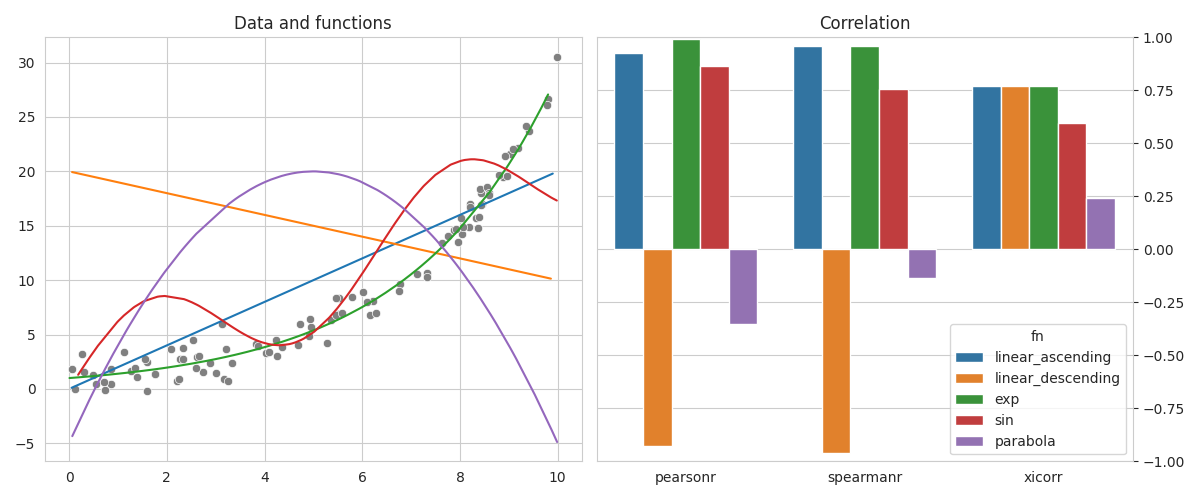 Data and functions
30
25
20
15
10
5
0
−5
0 2 4 6 8 10
Correlation
1.00
0.75
0.50
0.25
0.00
−0.25
−0.50
−0.75
−1.00
fn
linear_ascending
linear_descending
exp
sin
parabola
pearsonr spearmanr xicorr